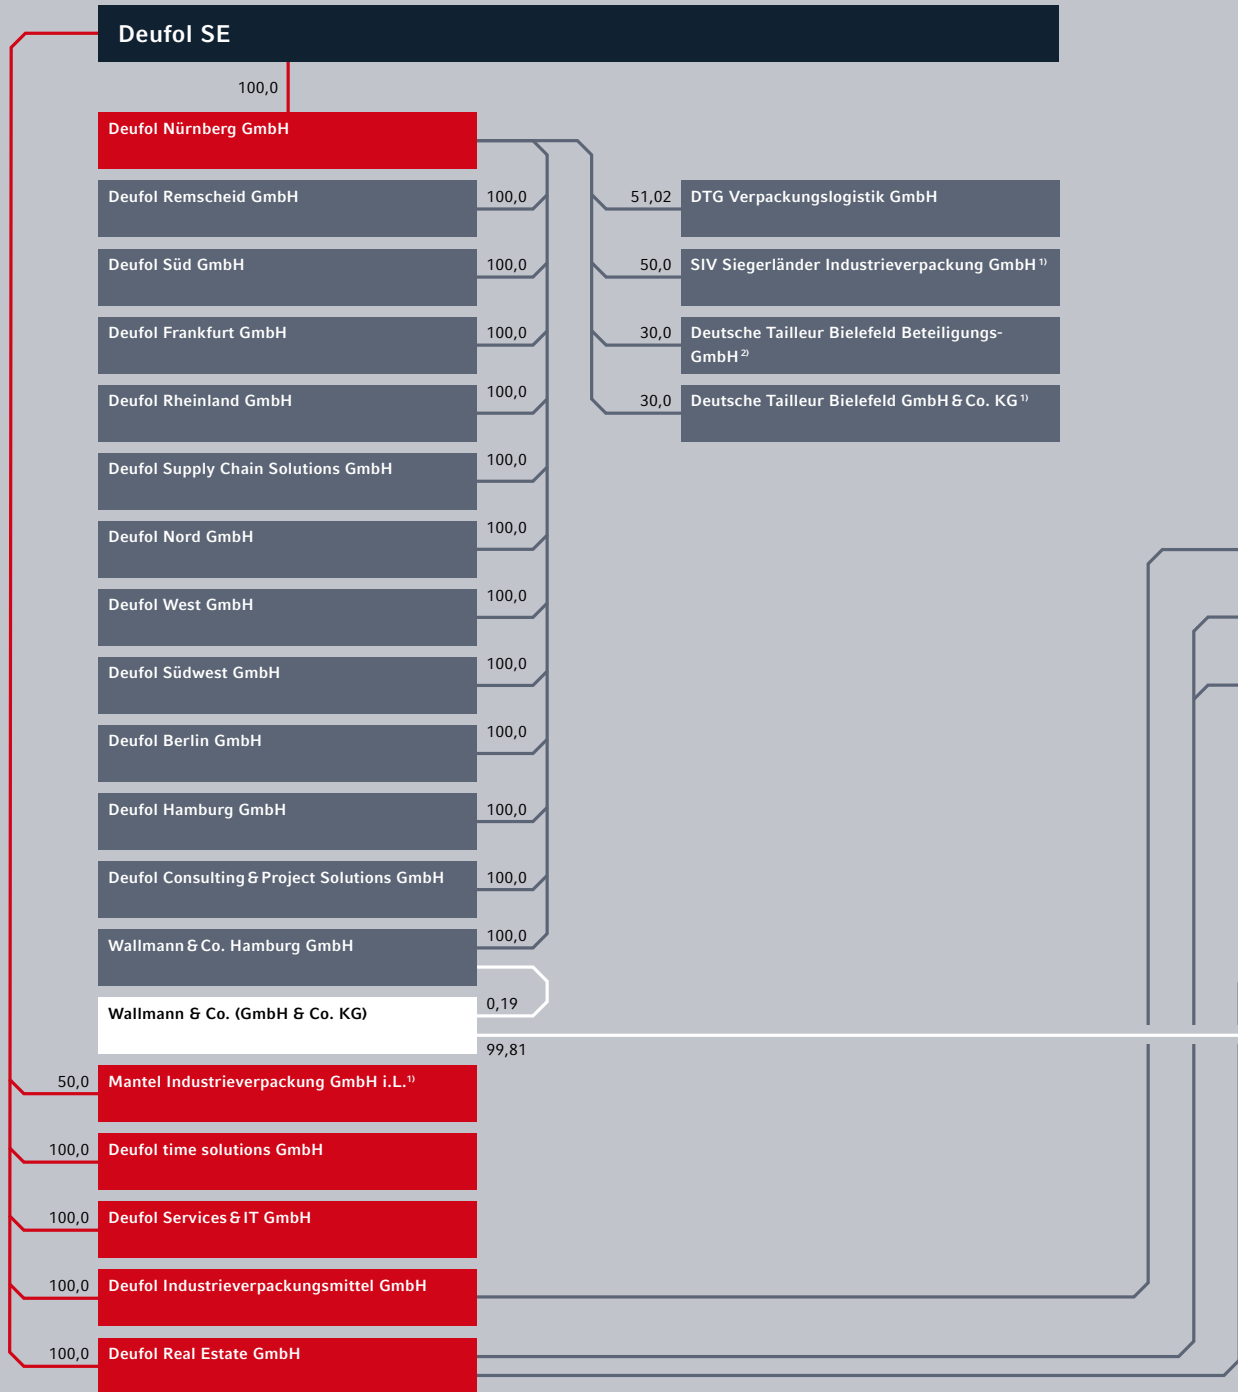 Deufol SE
100,0
Deufol Nürnberg GmbH
Deufol Remscheid GmbH
100,0
51,02
DTG Verpackungslogistik GmbH
Deufol Süd GmbH
100,0
50,0
SIV Siegerländer Industrieverpackung GmbH 1)
Deufol Frankfurt GmbH
100,0
30,0
Deutsche Tailleur Bielefeld Beteiligungs-
GmbH 2)
Deufol Rheinland GmbH
100,0
30,0
Deutsche Tailleur Bielefeld GmbH & Co. KG 1)
Deufol Supply Chain Solutions GmbH
100,0
Deufol Nord GmbH
100,0
Deufol West GmbH
100,0
Deufol Südwest GmbH
100,0
Deufol Berlin GmbH
100,0
Deufol Hamburg GmbH
100,0
Deufol Consulting & Project Solutions GmbH
100,0
Wallmann & Co. Hamburg GmbH
100,0
Wallmann & Co. (GmbH & Co. KG)
0,19
99,81
50,0
Mantel Industrieverpackung GmbH i.L.1)
100,0
Deufol time solutions GmbH
100,0
Deufol Services & IT GmbH
100,0
Deufol Industrieverpackungsmittel GmbH
100,0
Deufol Real Estate GmbH